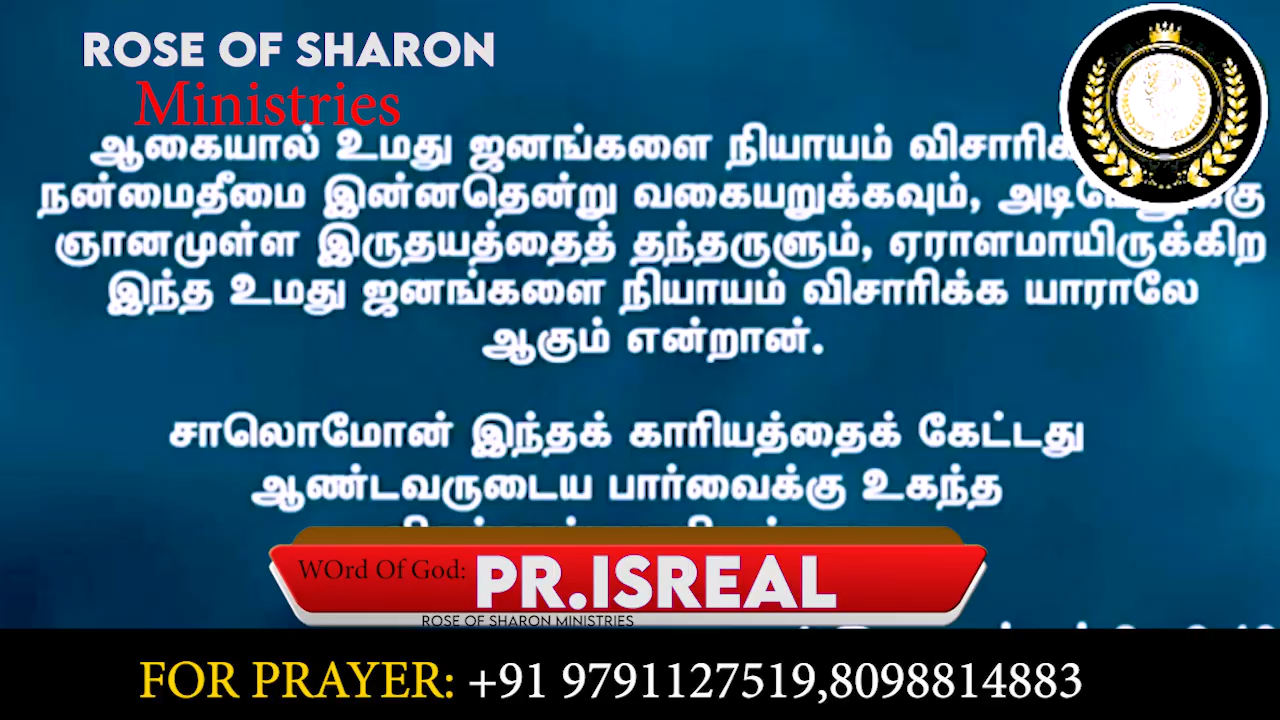 ROSE OF SHARON
Ministries
ஆகையால் உமது ஜனங்களை நியாயம்
நன்மைதீமை இன்னதென்று வகையறுக்கவும்,
ஞானமுள்ள இருதயத்தைத் தந்தருளும், ஏராளமாயிருக்கிற
இந்த உமது ஜனங்களை நியாயம் விசாரிக்க யாராலே
ஆகும் என்றான்.
சாலொமோன் இந்தக் காரியத்தைக் கேட்டது
ஆண்டவருடைய பார்வைக்கு உகந்த
WOrd Of God: PR.ISREAL
ROSE OF SHARON MINISTRIES
FOR PRAYER: +91 9791127519,8098814883